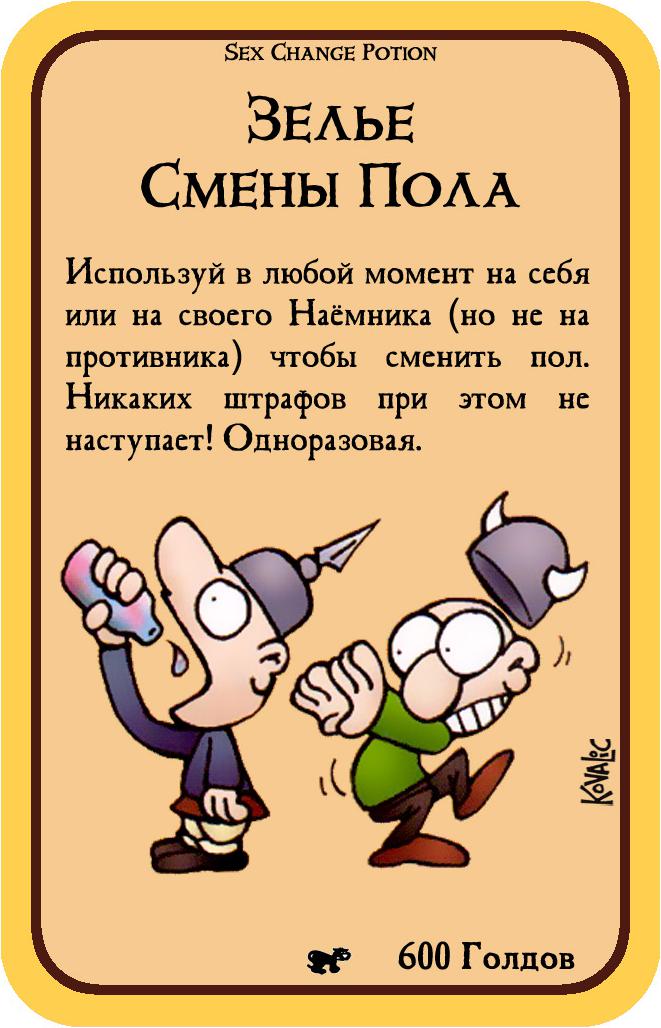 Sex Change Potion
Зелье
Смены Пола
Используй в любой момент на себя
или на своего Наёмника (но не на
противника) чтобы сменить пол.
Никаких штрафов при этом не
наступает! Одноразовая.
Kovalic
600 Голдов